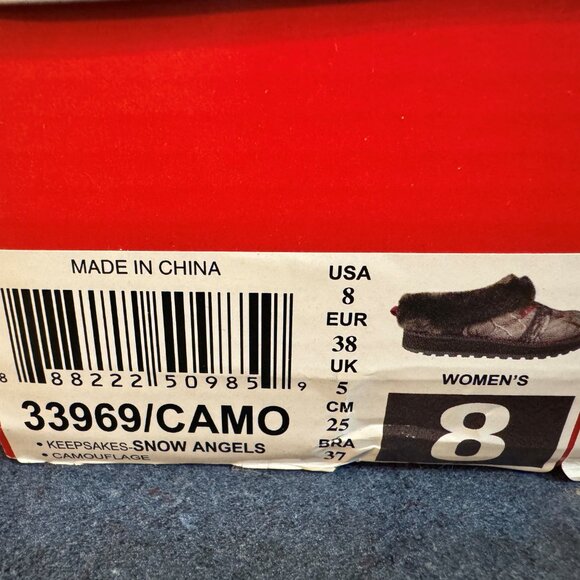 MADE IN CHINA
8 88222 50985 9
33969/CAMO
• KEEPSAKES-SNOW ANGELS
• CAMOUFLAGE
USA
8
EUR
38
UK
5
CM
25
BRA
37
WOMEN'S
8